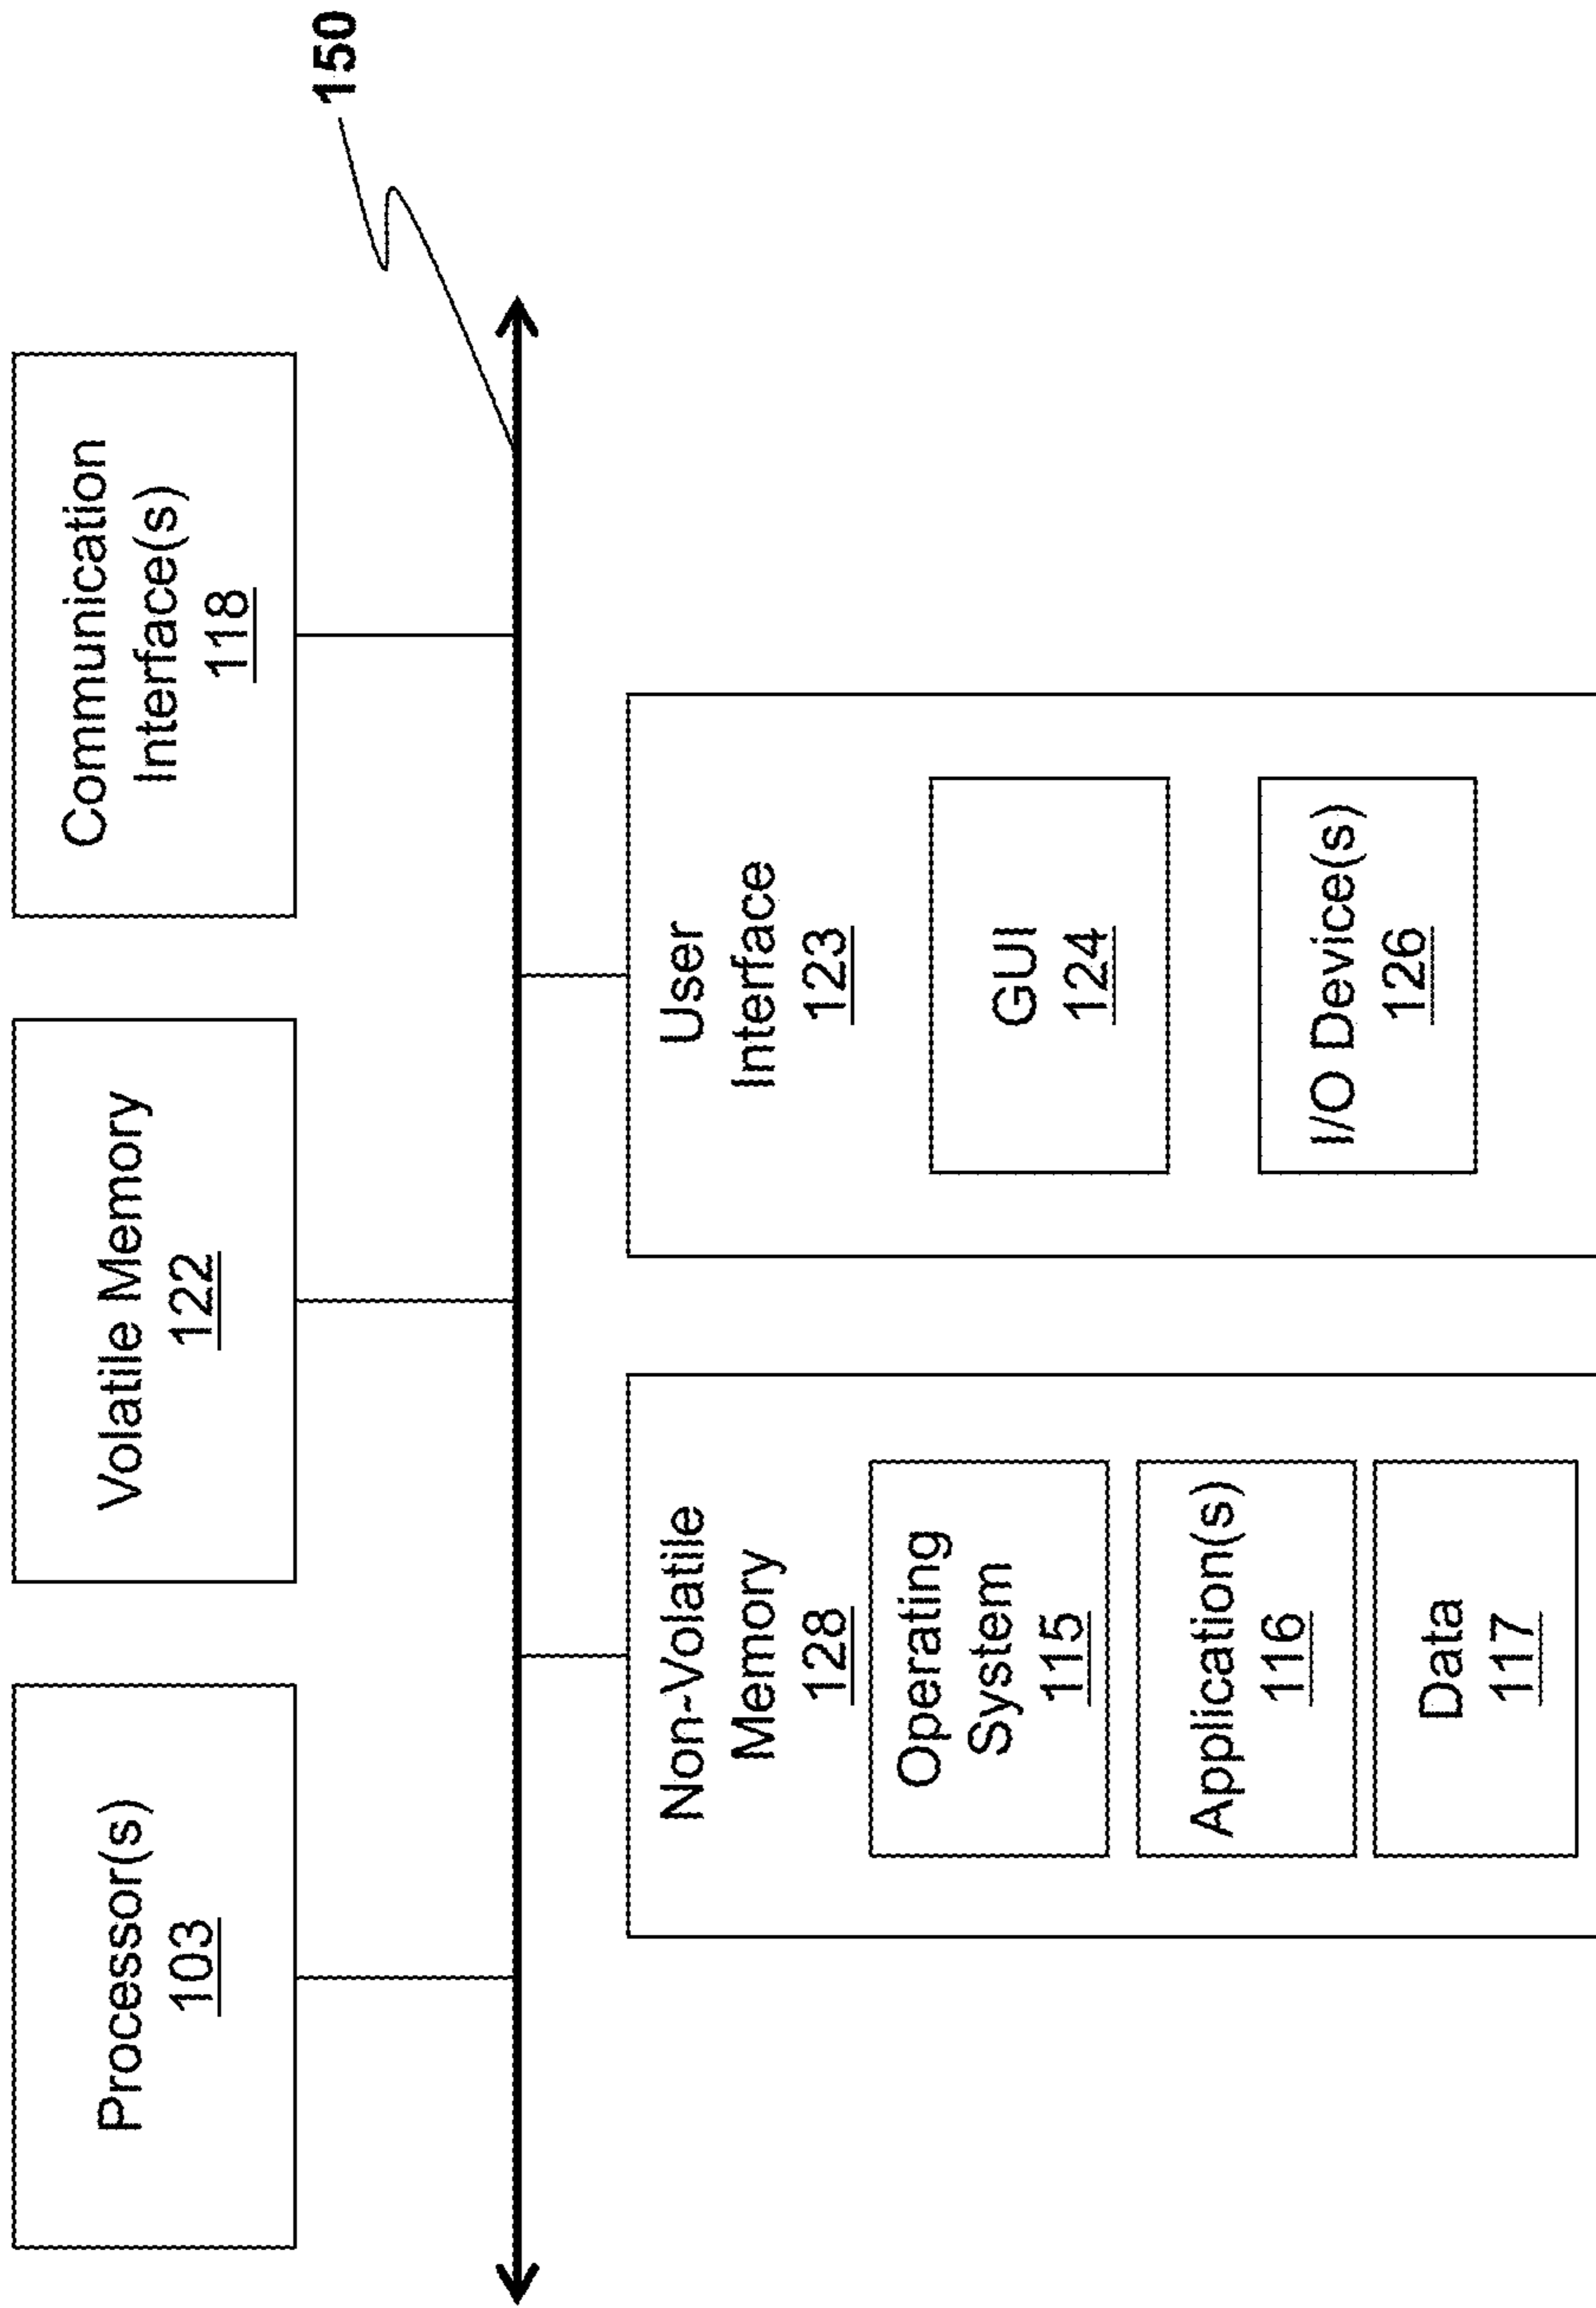 Processor(s)
103
Volatile Memory
122
Communication
Interface(s)
118
150
Non-Volatile
Memory
128
Operating
System
115
Application(s)
116
Data
117
User
Interface
123
GUI
124
I/O Device(s)
126